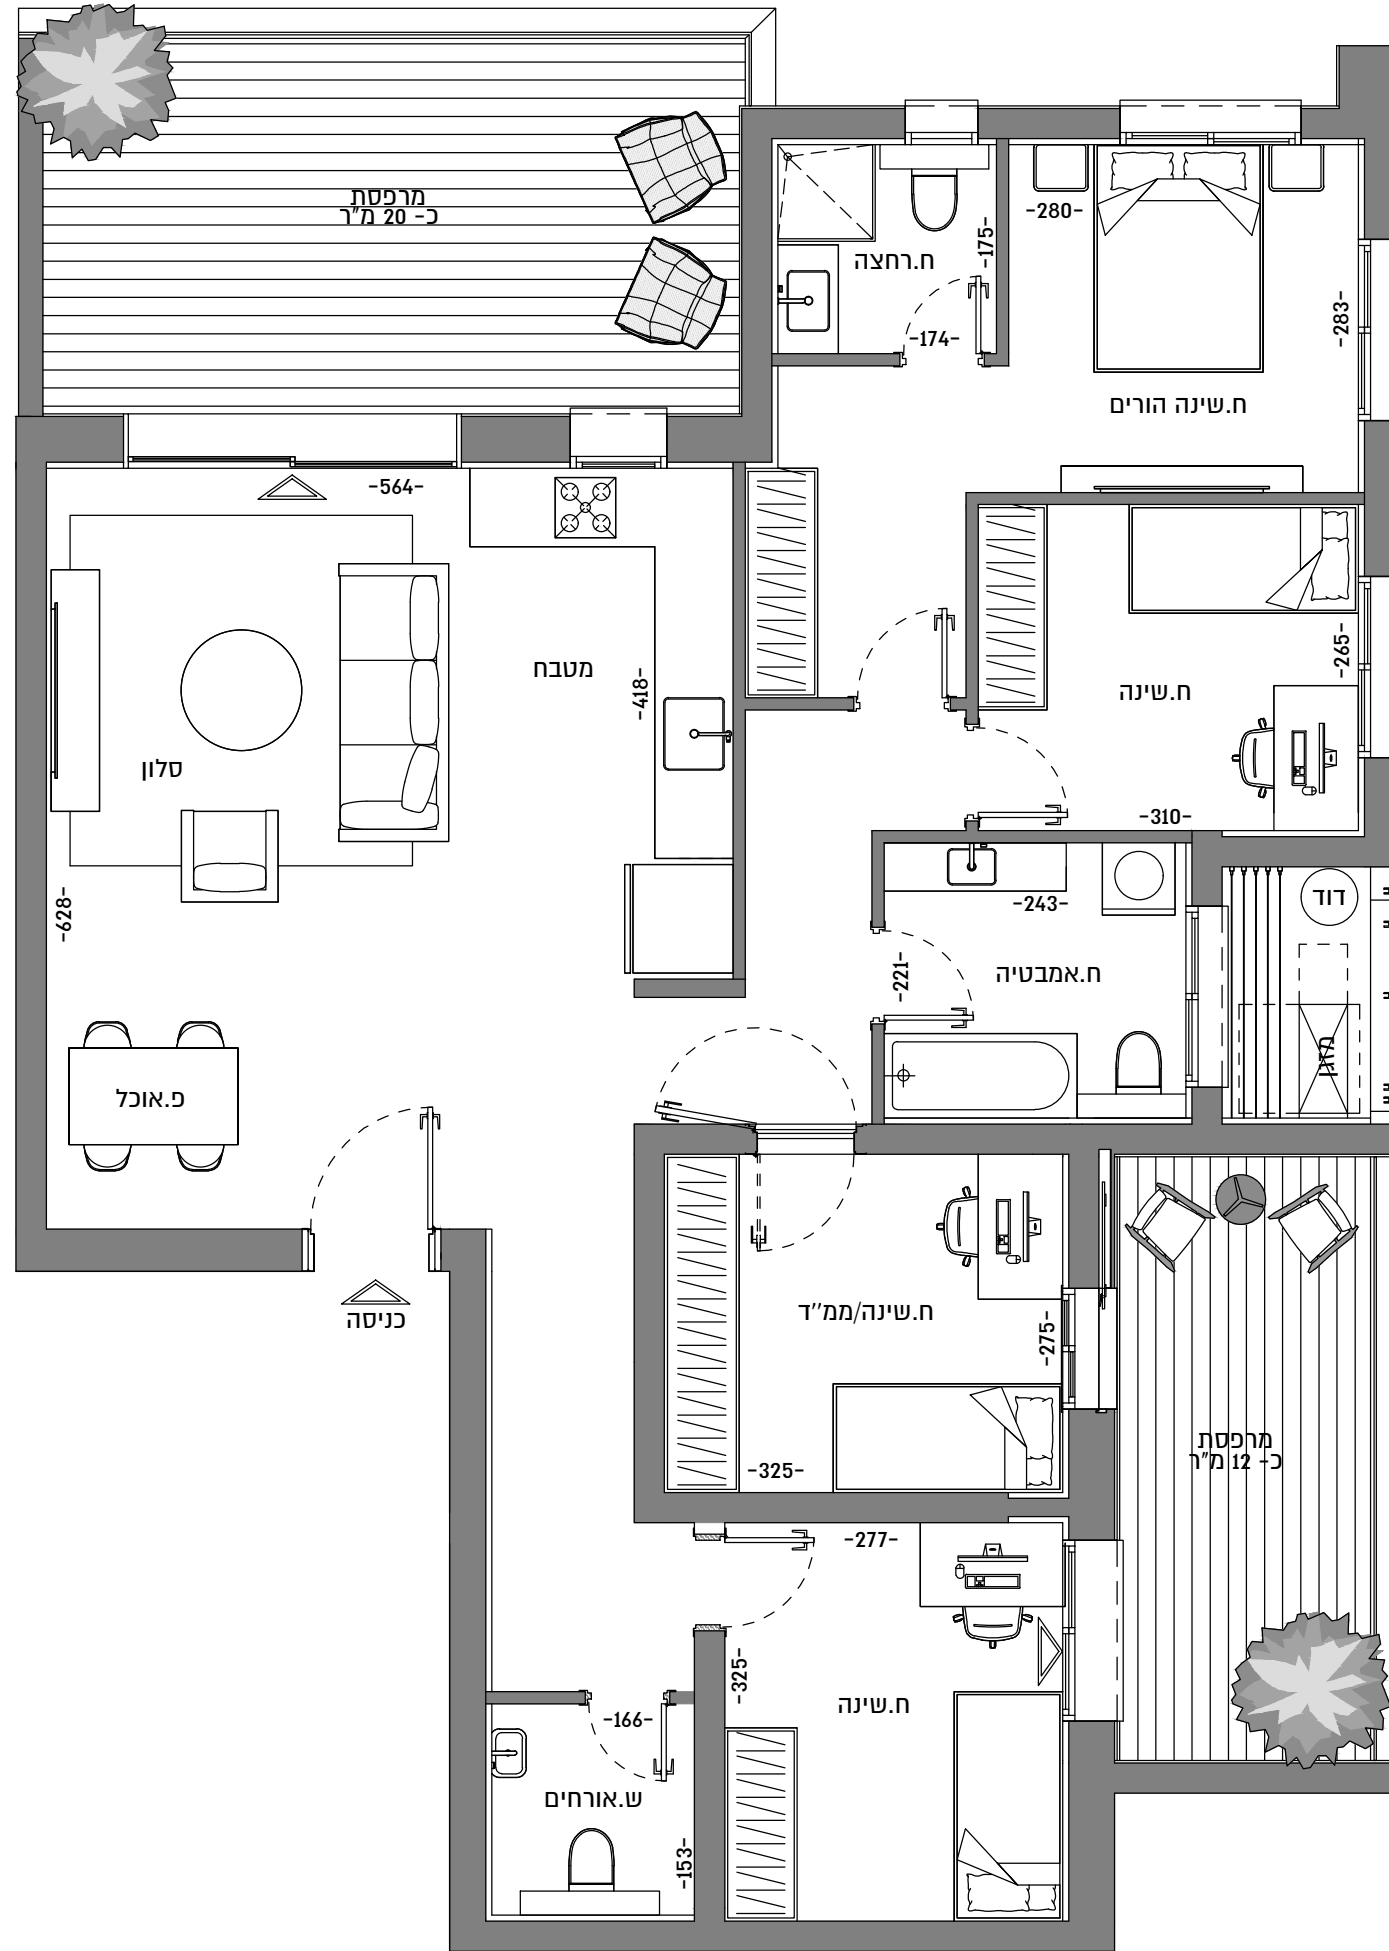 מרפסת
כ- 20 מ"ר
-280-
-175-
ח.רחצה
-174-
-283-
ח.שינה הורים
-564-
מטבח
-418-
סלון
-265-
ח.שינה
-310-
-628-
דוד
-243-
-221-
ח.אמבטיה
מזגן
פ.אוכל
כניסה
ח.שינה/ממ"ד
-275-
-325-
מרפסת
כ- 12 מ"ר
-277-
-325-
ח.שינה
-166-
ש.אורחים
-153-